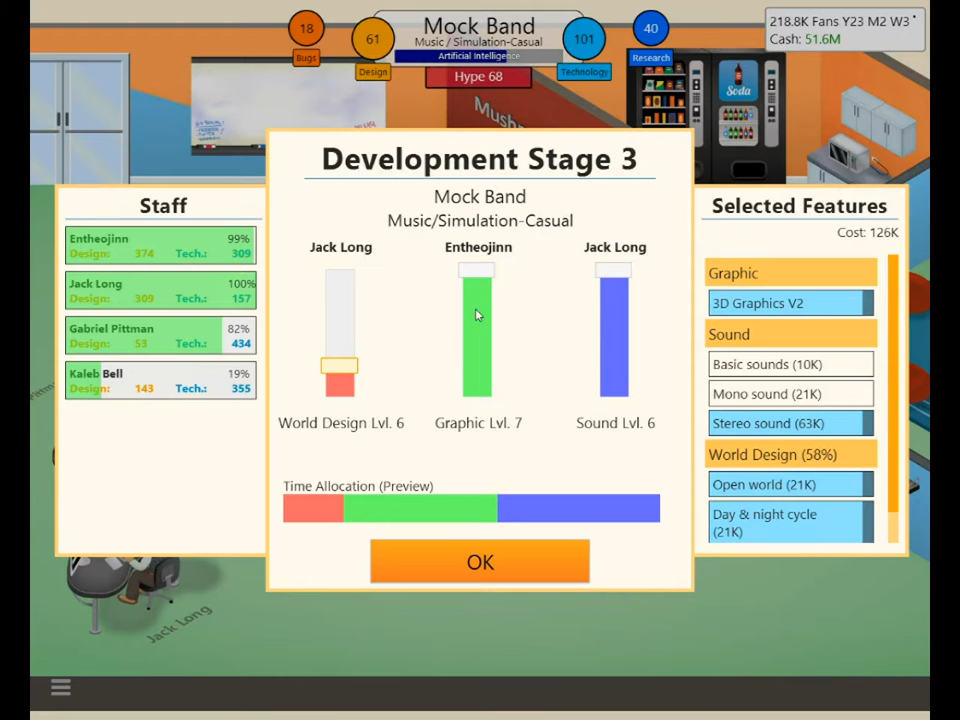 18
Bugs
61
Design
Mock Band
Music / Simulation-Casual
Artificial Intelligence
Hype 68
101
Technology
40
Research
218.8K Fans Y23 M2 W3
Cash: 51.6M
Soda
Mush
Development Stage 3
Mock Band
Music/Simulation-Casual
Staff
Entheojinn 99%
Design: 374 Tech.: 309
Jack Long 100%
Design: 309 Tech.: 157
Gabriel Pittman 82%
Design: 53 Tech.: 434
Kaleb Bell 19%
Design: 143 Tech.: 355
Jack Long
Entheojinn
Jack Long
World Design Lvl. 6
Graphic Lvl. 7
Sound Lvl. 6
Time Allocation (Preview)
OK
Selected Features
Cost: 126K
Graphic
3D Graphics V2
Sound
Basic sounds (10K)
Mono sound (21K)
Stereo sound (63K)
World Design (58%)
Open world (21K)
Day & night cycle
(21K)
Jack Long